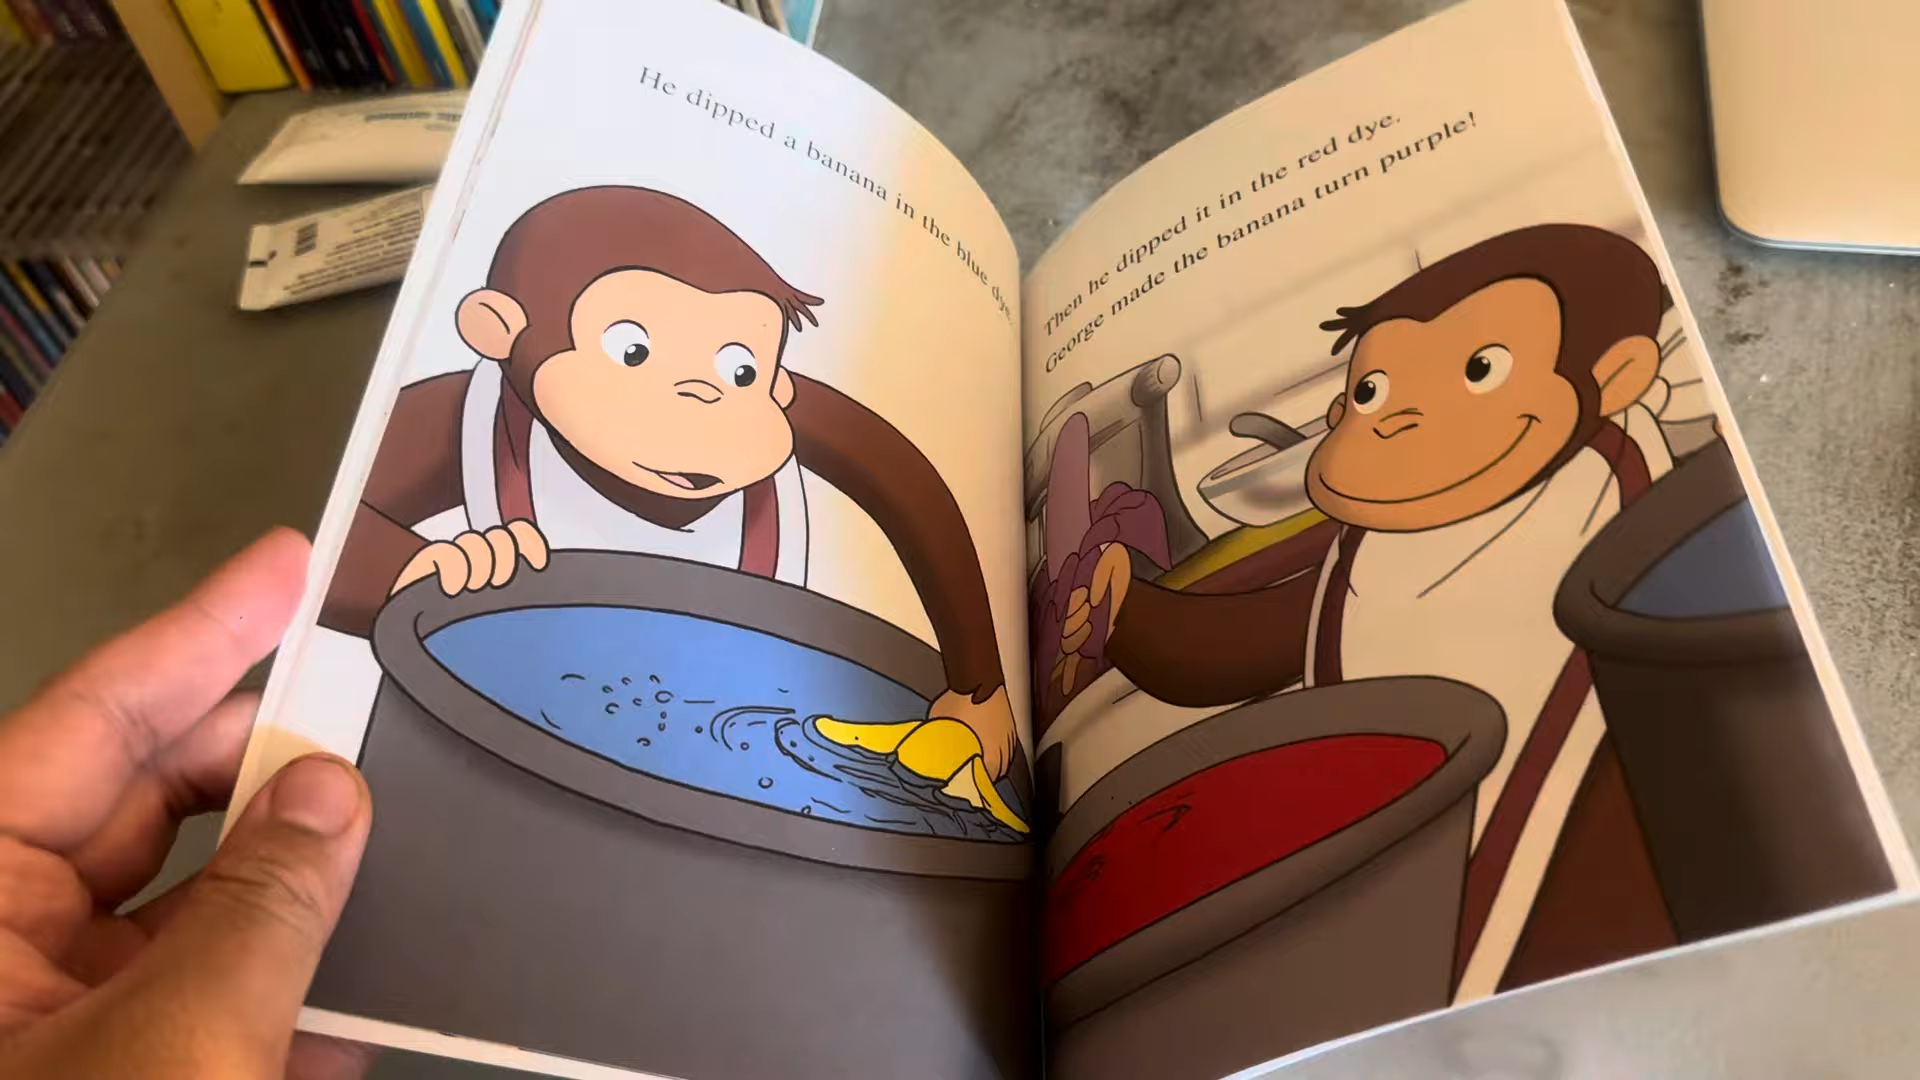 He dipped a banana in the blue dye.
Then he dipped it in the red dye.
George made the banana turn purple!